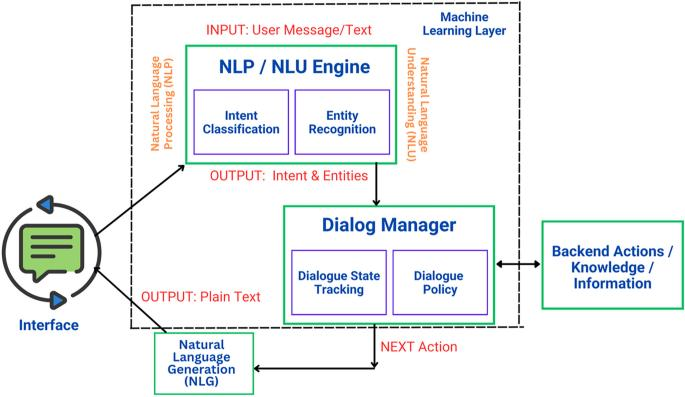 Machine
Learning Layer
INPUT: User Message/Text
Natural Language
Processing (NLP)
NLP / NLU Engine
Intent
Classification
Entity
Recognition
Natural Language
Understanding (NLU)
OUTPUT: Intent & Entities
Dialog Manager
Dialogue State
Tracking
Dialogue
Policy
Backend Actions /
Knowledge /
Information
Interface
OUTPUT: Plain Text
NEXT Action
Natural
Language
Generation
(NLG)